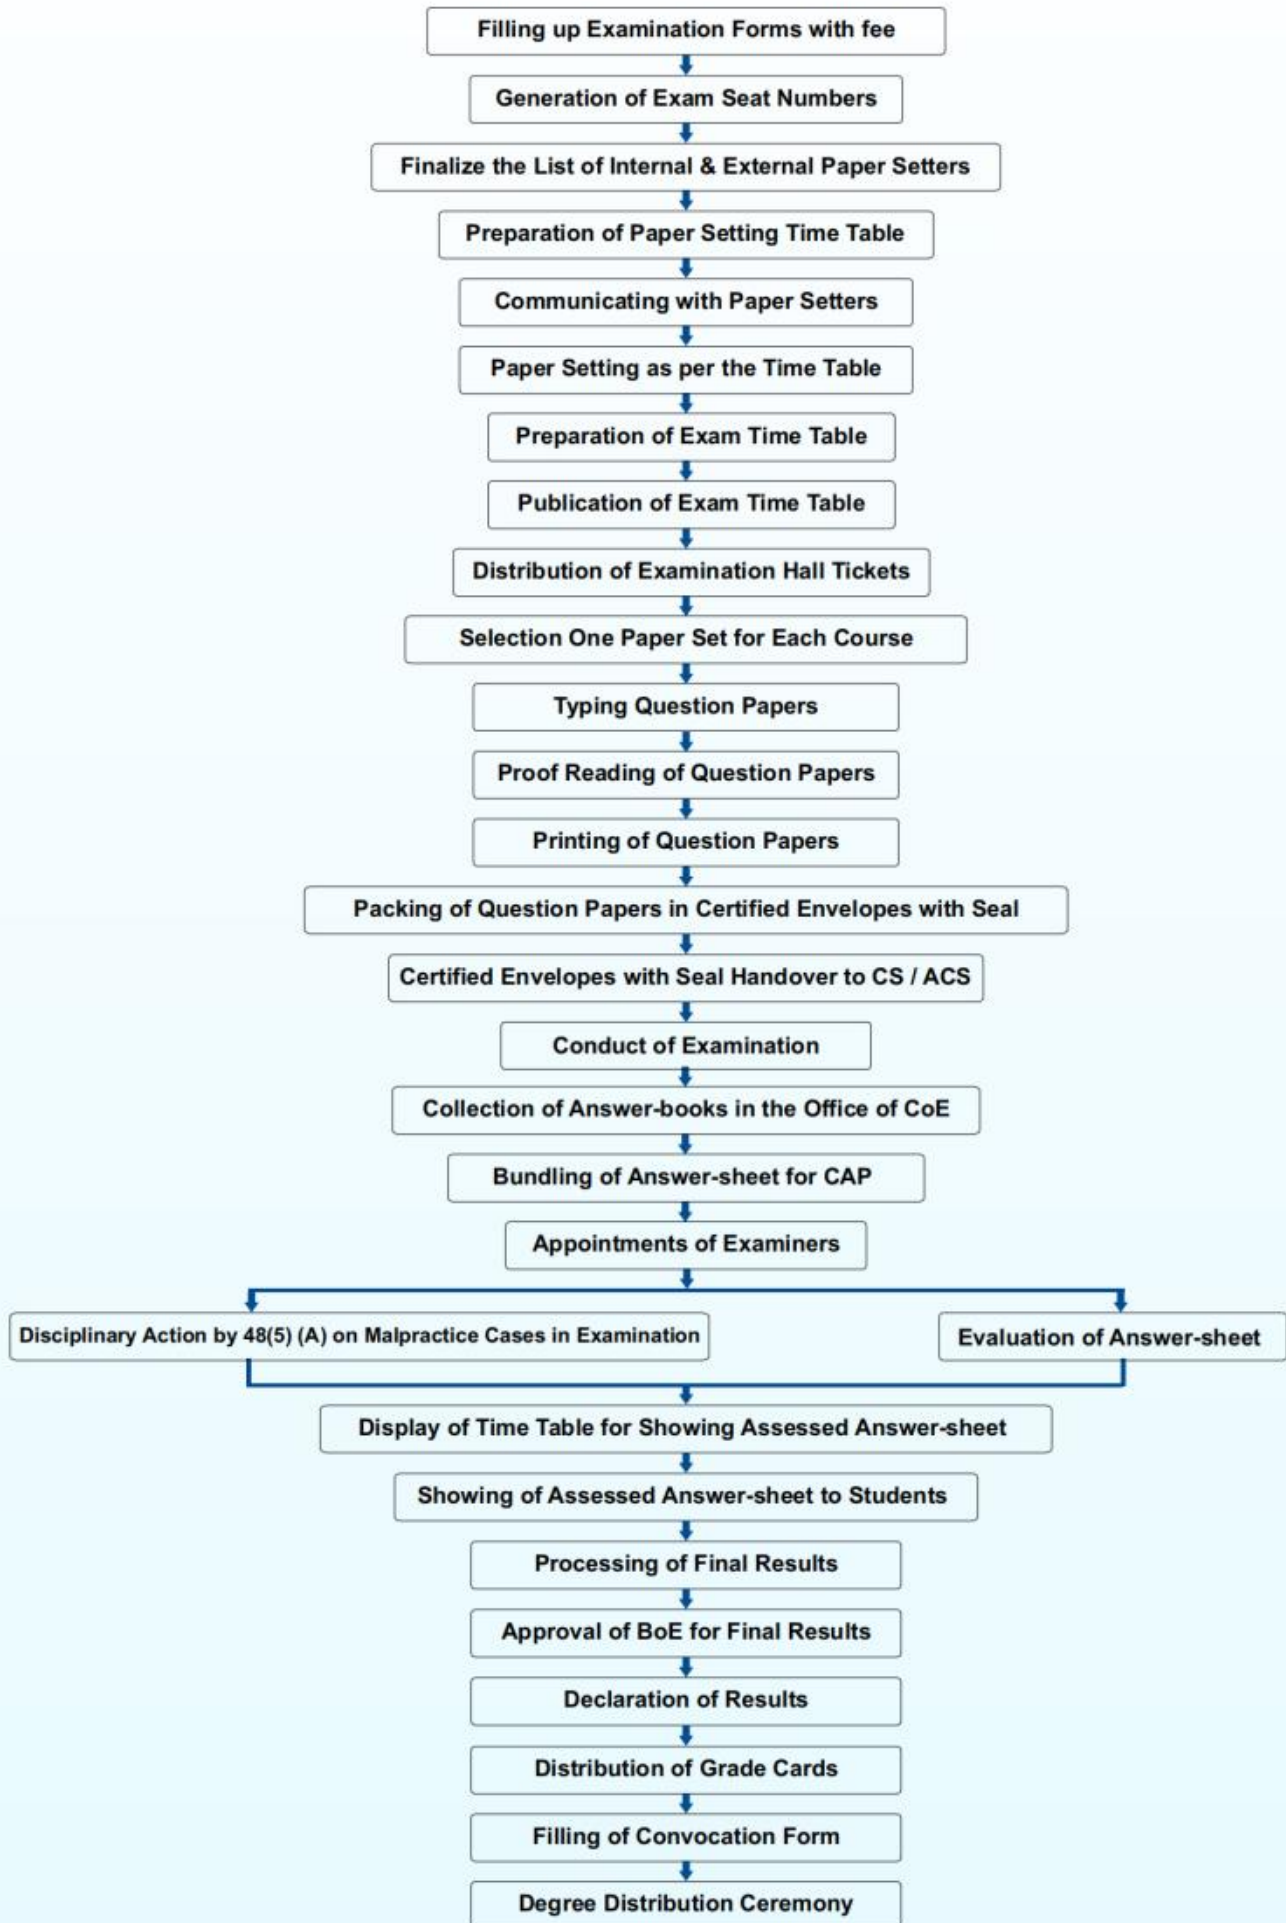 Filling up Examination Forms with fee
Generation of Exam Seat Numbers
Finalize the List of Internal & External Paper Setters
Preparation of Paper Setting Time Table
Communicating with Paper Setters
Paper Setting as per the Time Table
Preparation of Exam Time Table
Publication of Exam Time Table
Distribution of Examination Hall Tickets
Selection One Paper Set for Each Course
Typing Question Papers
Proof Reading of Question Papers
Printing of Question Papers
Packing of Question Papers in Certified Envelopes with Seal
Certified Envelopes with Seal Handover to CS / ACS
Conduct of Examination
Collection of Answer-books in the Office of CoE
Bundling of Answer-sheet for CAP
Appointments of Examiners
Disciplinary Action by 48(5) (A) on Malpractice Cases in Examination
Evaluation of Answer-sheet
Display of Time Table for Showing Assessed Answer-sheet
Showing of Assessed Answer-sheet to Students
Processing of Final Results
Approval of BoE for Final Results
Declaration of Results
Distribution of Grade Cards
Filling of Convocation Form
Degree Distribution Ceremony